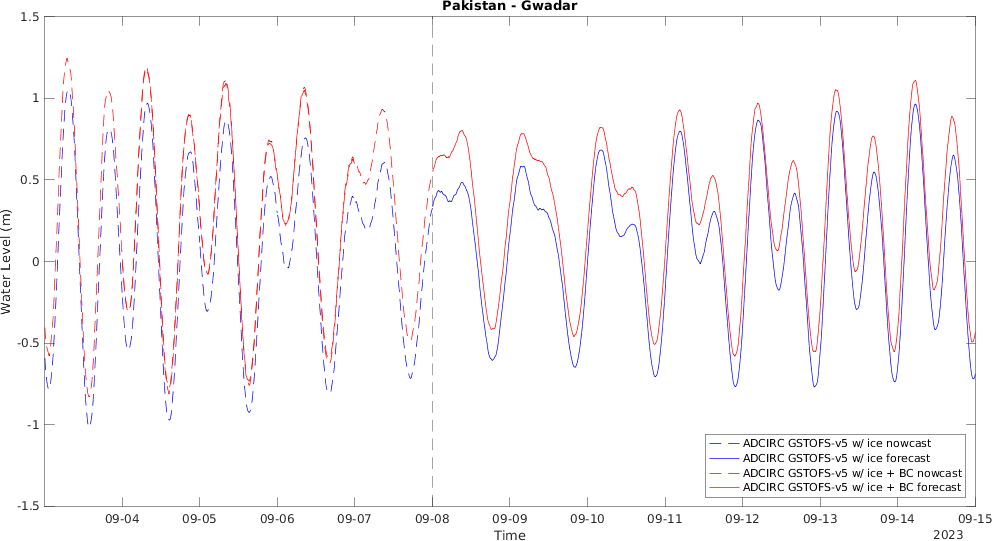 Pakistan - Gwadar
1.5
1
0.5
0
-0.5
-1
-1.5
Water Level (m)
ADCIRC GSTOFS-v5 w/ ice nowcast
ADCIRC GSTOFS-v5 w/ ice forecast
ADCIRC GSTOFS-v5 w/ ice + BC nowcast
ADCIRC GSTOFS-v5 w/ ice + BC forecast
09-04 09-05 09-06 09-07 09-08 09-09 09-10 09-11 09-12 09-13 09-14 09-15
Time
2023